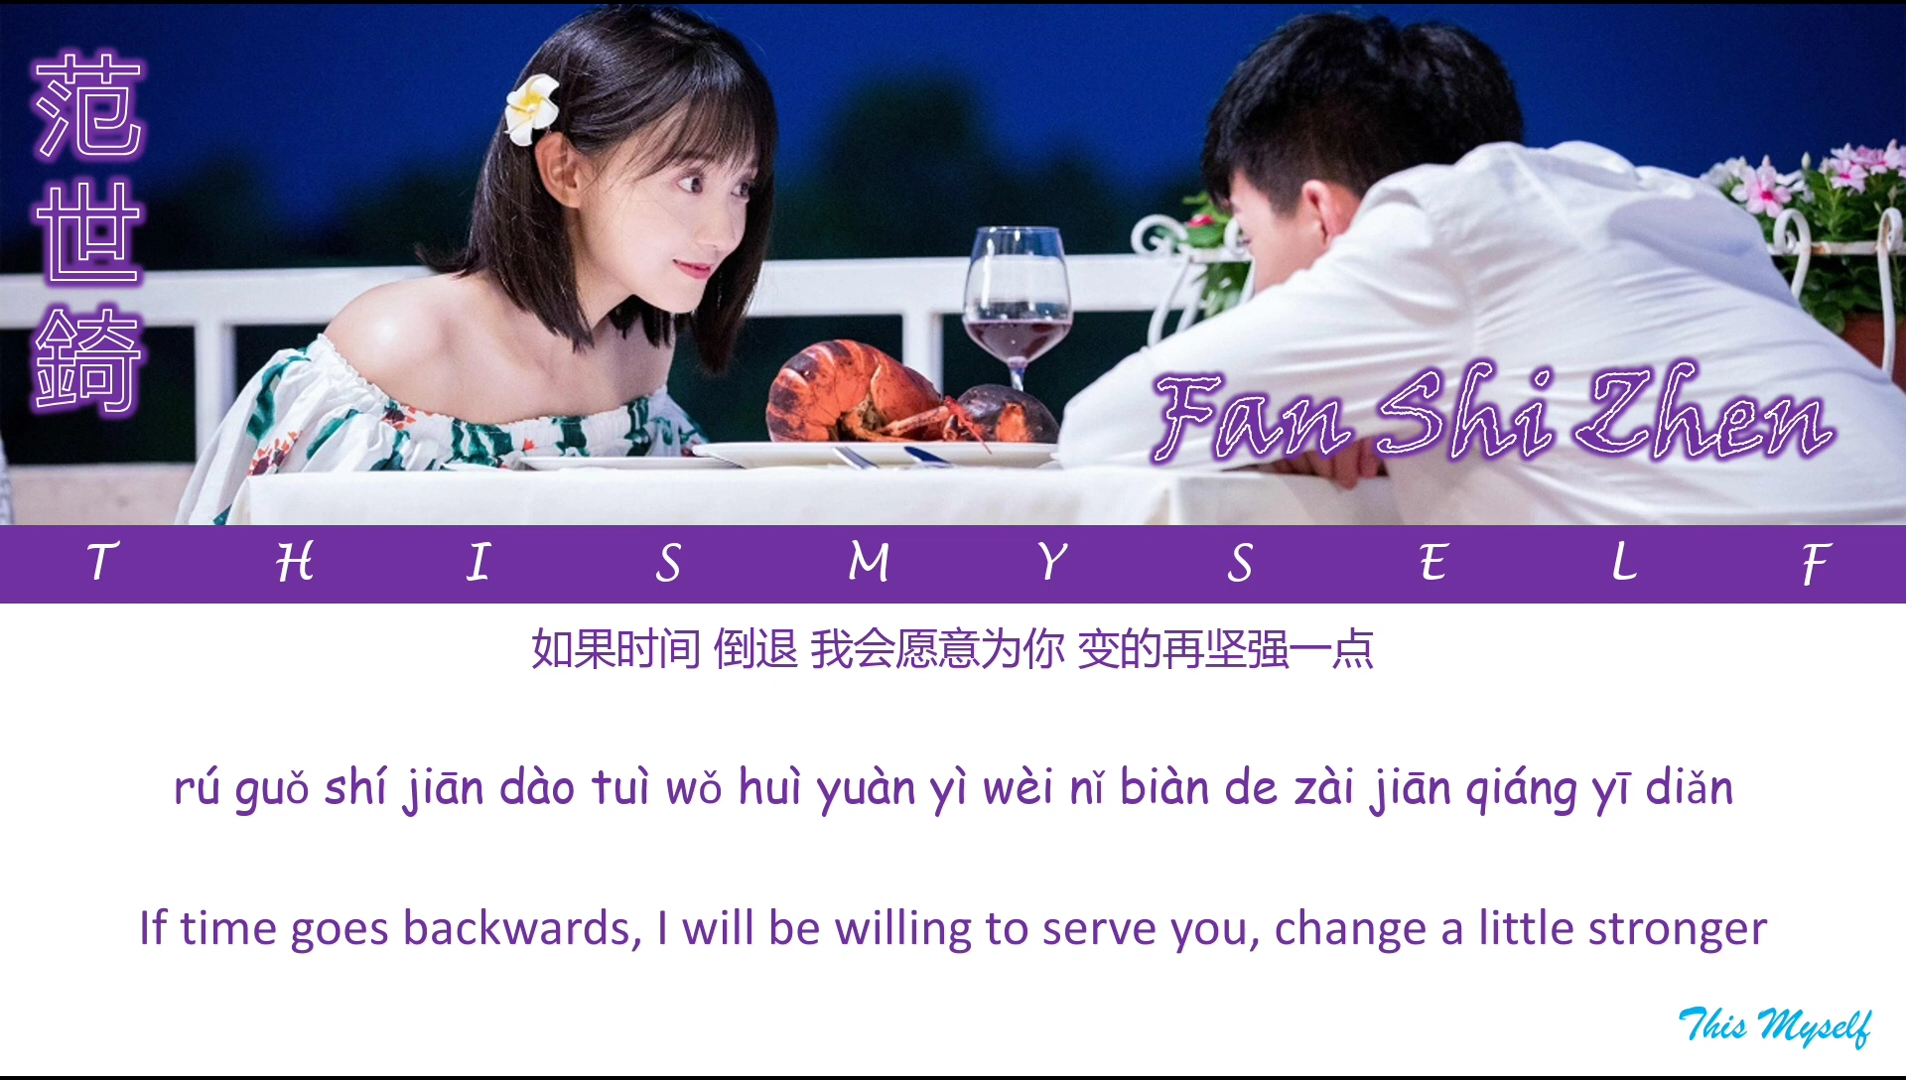 范世錡
Fan Shi Zhen
T H I S M Y S E L F
如果时间 倒退 我会愿意为你 变的再坚强一点
rú guǒ shí jiān dào tuì wǒ huì yuàn yì wèi nǐ biàn de zài jiān qiáng yī diǎn
If time goes backwards, I will be willing to serve you, change a little stronger
This Myself